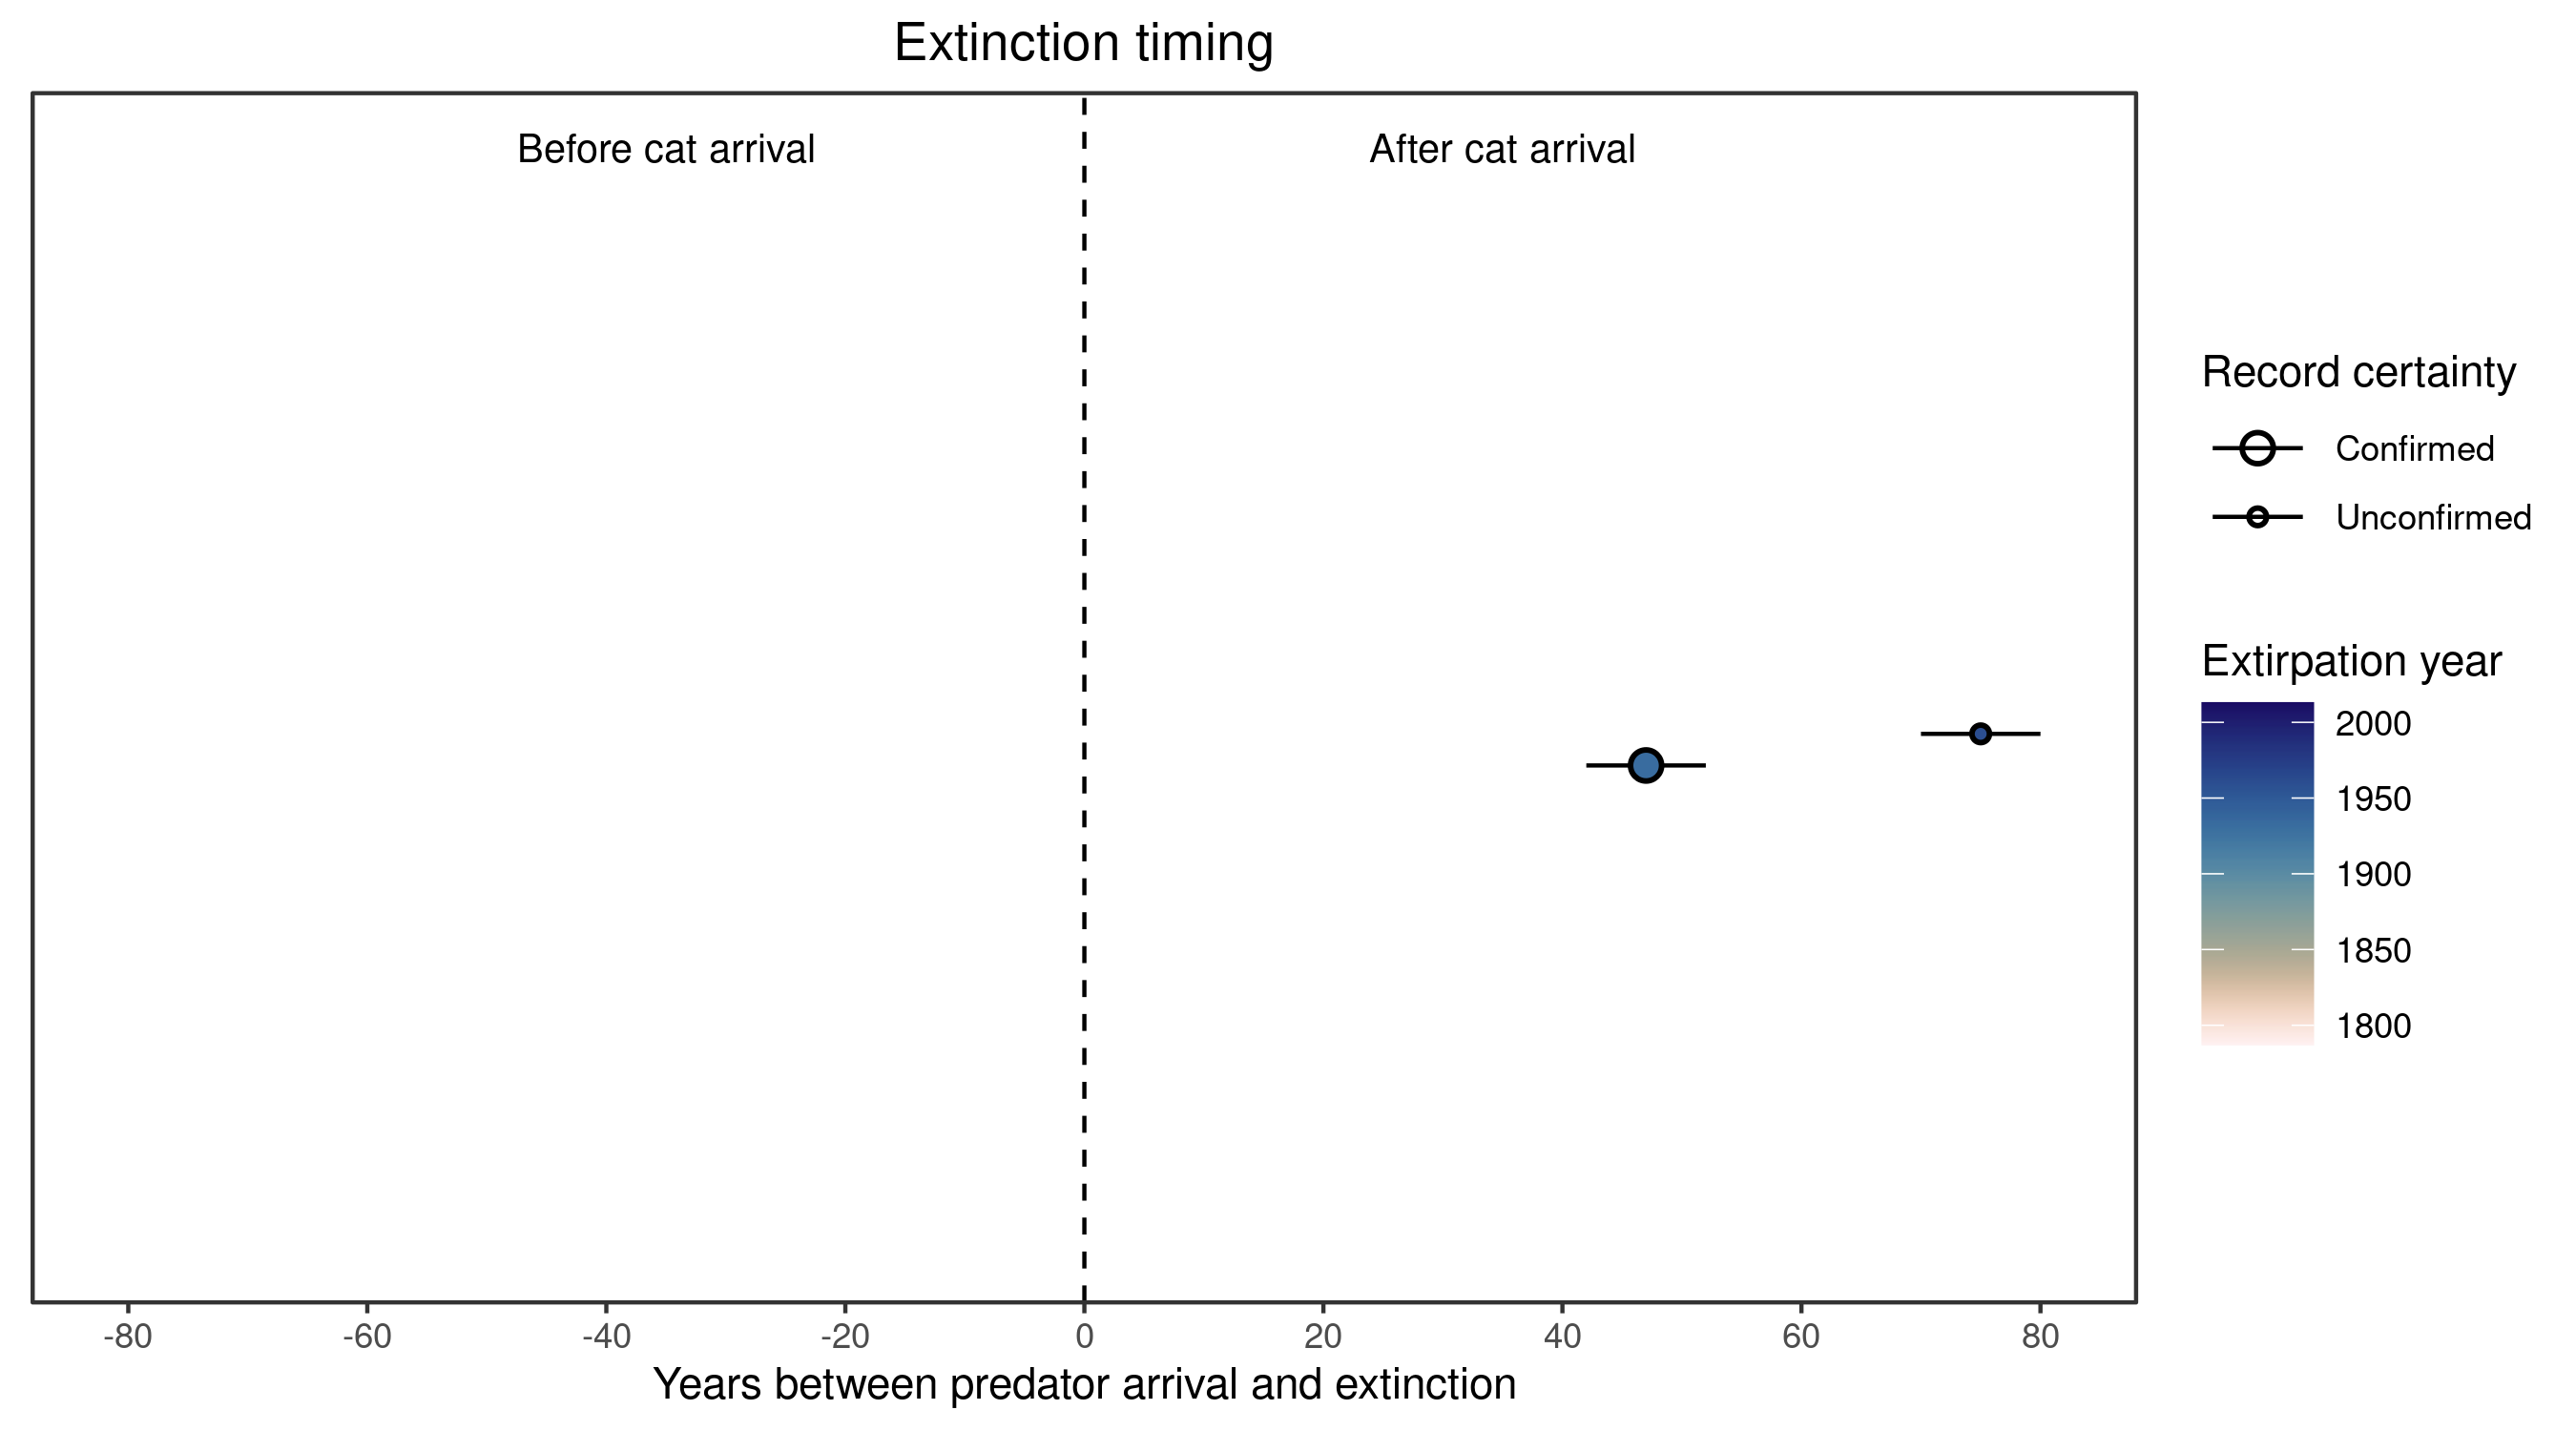 Extinction timing
Before cat arrival
After cat arrival
Record certainty
Confirmed
Unconfirmed
Extirpation year
2000
1950
1900
1850
1800
-80
-60
-40
-20
0
20
40
60
80
Years between predator arrival and extinction